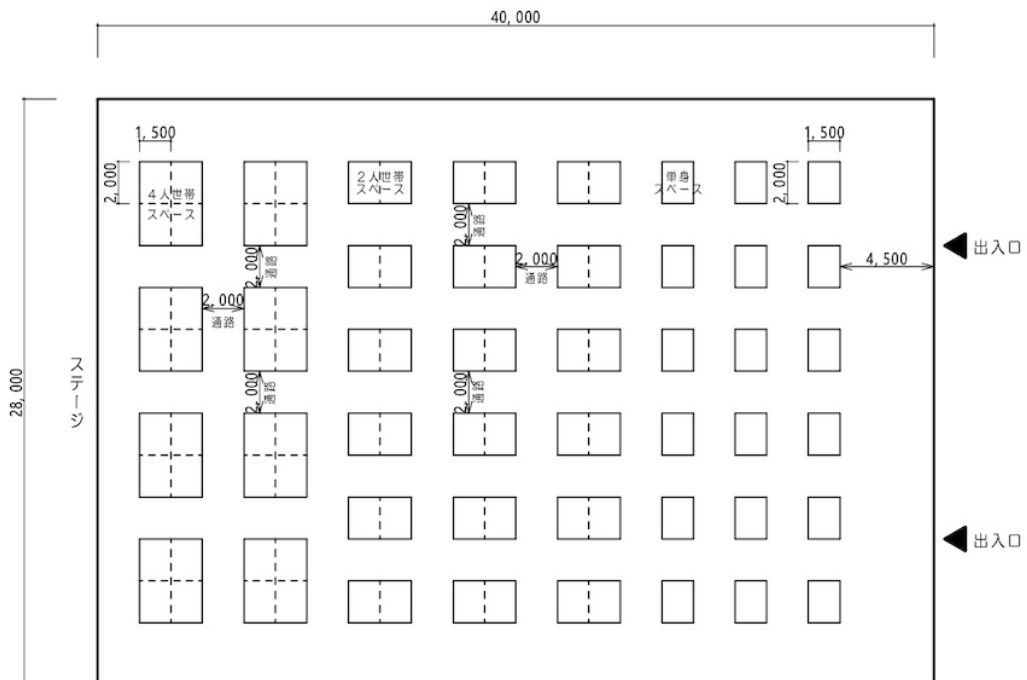 40,000
1,500
1,500
2,000
4人世帯
スペース
2人世帯
スペース
単身
スペース
2,000
2,000
通路
出入口
2,000
通路
2,000
通路
4,500
2,000
通路
ステージ
28,000
2,000
通路
2,000
通路
出入口